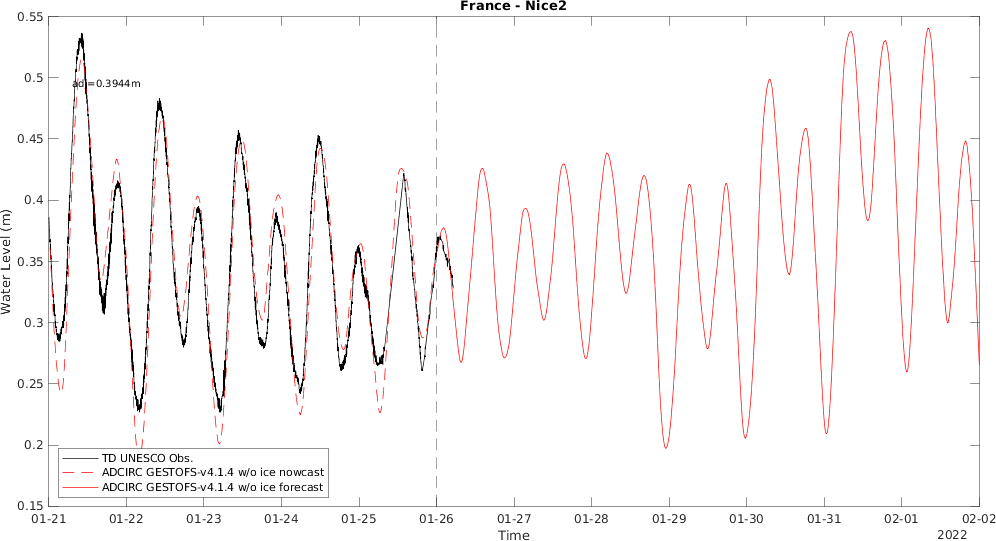 France - Nice2
0.55
0.5
0.45
0.4
0.35
0.3
0.25
0.2
0.15
Water Level (m)
adj=0.3944m
TD UNESCO Obs.
ADCIRC GESTOFS-v4.1.4 w/o ice nowcast
ADCIRC GESTOFS-v4.1.4 w/o ice forecast
01-21 01-22 01-23 01-24 01-25 01-26 01-27 01-28 01-29 01-30 01-31 02-01 02-02
Time
2022